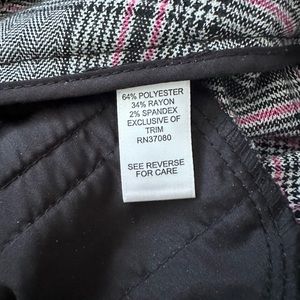 64% POLYESTER
34% RAYON
2% SPANDEX
EXCLUSIVE OF
TRIM
RN37080
SEE REVERSE
FOR CARE